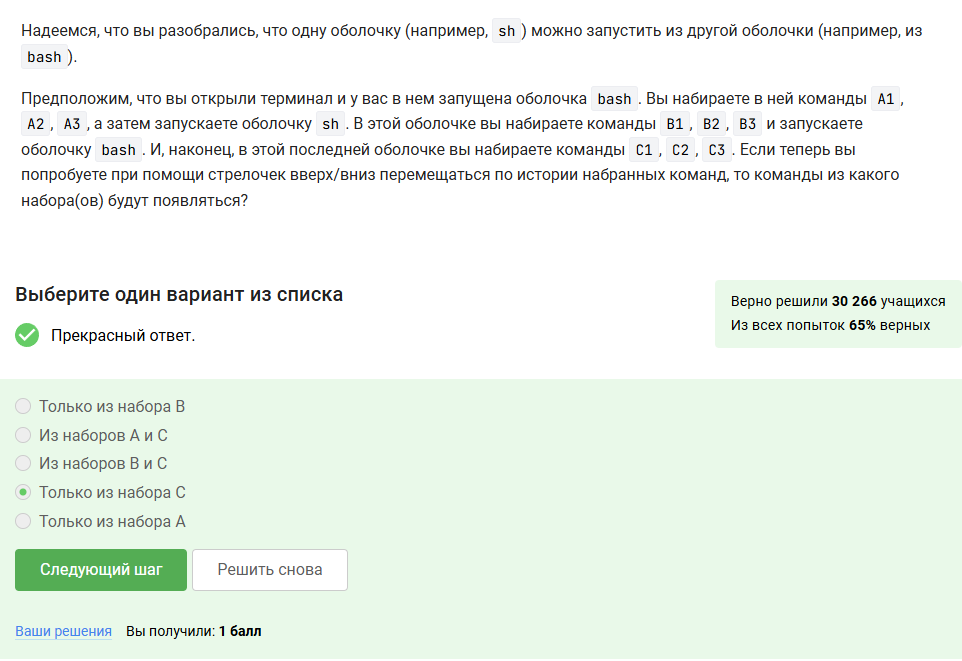 Надеемся, что вы разобрались, что одну оболочку (например, sh ) можно запустить из другой оболочки (например, из
bash ).
Предположим, что вы открыли терминал и у вас в нем запущена оболочка bash . Вы набираете в ней команды A1 ,
A2 , A3 , а затем запускаете оболочку sh . В этой оболочке вы набираете команды B1 , B2 , B3 и запускаете
оболочку bash . И, наконец, в этой последней оболочке вы набираете команды C1 , C2 , C3 . Если теперь вы
попробуете при помощи стрелочек вверх/вниз перемещаться по истории набранных команд, то команды из какого
набора(ов) будут появляться?
Выберите один вариант из списка
Прекрасный ответ.
Верно решили 30 266 учащихся
Из всех попыток 65% верных
Только из набора B
Из наборов A и C
Из наборов B и C
Только из набора C
Только из набора A
Следующий шаг
Решить снова
Ваши решения Вы получили: 1 балл